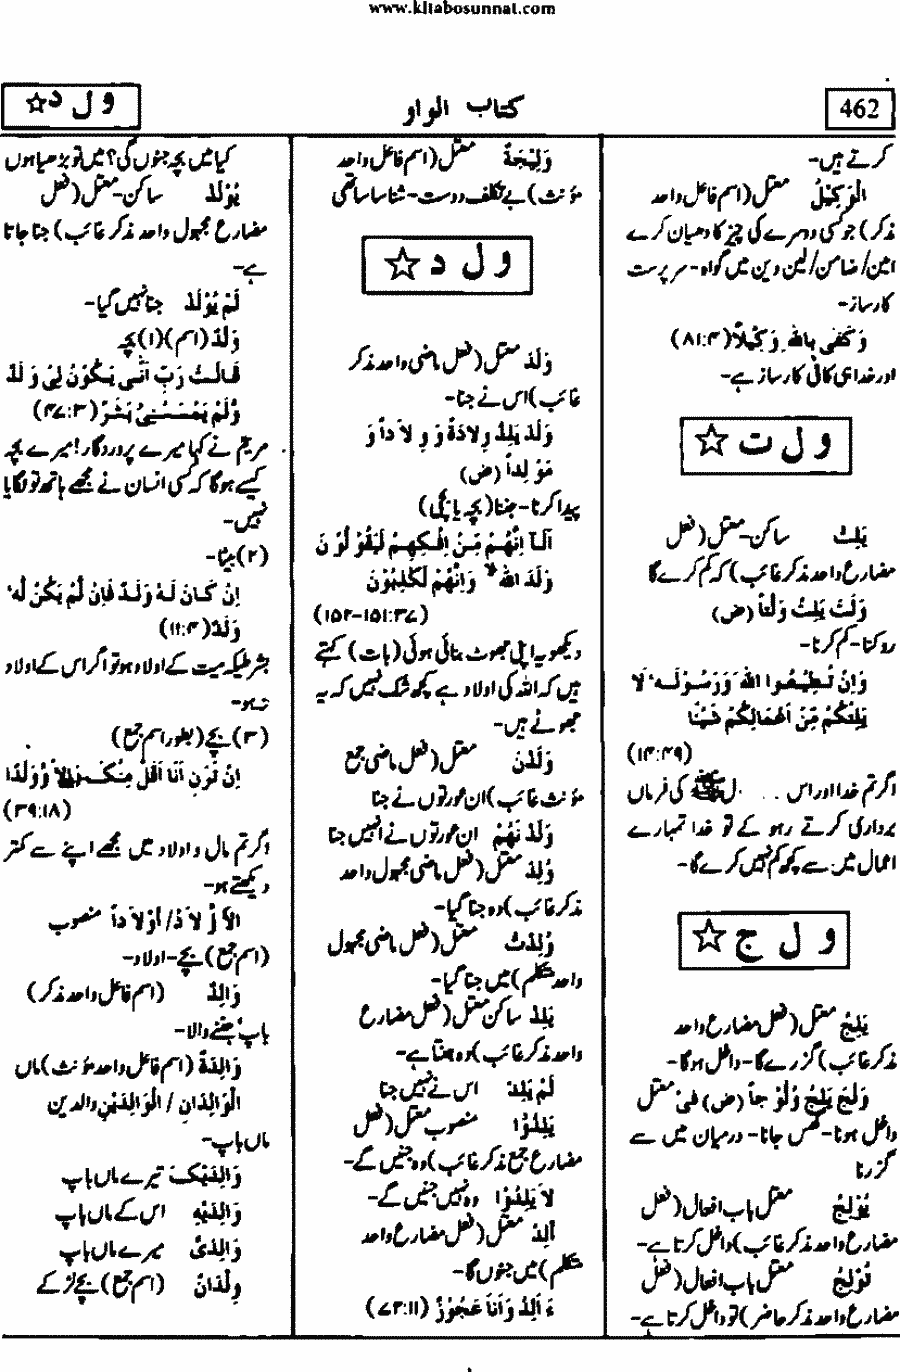 www.KitaboSunnat.com
462
کتاب الواو
و ل د ☆
کرتے ہیں-
اَلْوَکِیْلُ معتل (اسم فاعل واحد
مذکر) جو کسی دوسرے کی چیز کا دھیان کرے
امین/ضامن/لین دین میں گواہ- سرپرست
کارساز-
وَکَفٰی بِاللّٰہِ وَکِیْلًا (۸۱:۴)
اور خدا ہی کافی کارساز ہے-
و ل ت ☆
یَلِتْ ساکن-معتل (فعل
مضارع واحد مذکر غائب) کہ کم کرے گا
وَلَتَ یَلِتُ وَلْتاً (ض)
روکنا-کم کرنا-
وَاِنْ تُطِیْعُوا اللّٰہَ وَرَسُوْلَہٗ لَا
یَلِتْکُمْ مِّنْ اَعْمَالِکُمْ شَیْئًا
(۱۴:۴۹)
اگر تم خدا اور اس ... ل ﷺ کی فرماں
برداری کرتے رہو گے تو خدا تمہارے
اعمال میں سے کچھ کم نہیں کرے گا-
و ل ج ☆
یَلِجُ معتل (فعل مضارع واحد
مذکر غائب) گزرے گا- داخل ہوگا-
وَلَجَ یَلِجُ وُلُوْجاً (ض) فِیْ معتل
داخل ہونا- گھس جانا- درمیان میں سے
گزرنا
یُوْلِجُ معتل باب افعال (فعل
مضارع واحد مذکر غائب) داخل کرتا ہے-
تُوْلِجُ معتل باب افعال (فعل
مضارع واحد مذکر حاضر) تو داخل کرتا ہے-
وَلِیْجَۃً معتل (اسم فاعل واحد
مؤنث) بے تکلف دوست-شناسا ساتھی
و ل د ☆
وَلَدَ معتل (فعل ماضی واحد مذکر
غائب) اس نے جنا-
وَلَدَ یَلِدُ وِلَادَۃً وَ وِلَاداً وَ
مَوْلِداً (ض)
پیدا کرنا-جننا (بچہ یا بچی)
اَلَآ اِنَّھُمْ مِّنْ اِفْکِھِمْ لَیَقُوْلُوْنَ
وَلَدَ اللّٰہُ ۙ وَاِنَّھُمْ لَکٰذِبُوْنَ
(۱۵۲-۱۵۱:۳۷)
دیکھو یہ اپنی جھوٹ بنائی ہوئی (بات) کہتے
ہیں کہ اللہ کی اولاد ہے کچھ شک نہیں کہ یہ
جھوٹے ہیں-
وَلَدْنَ معتل (فعل ماضی جمع
مؤنث غائب) ان عورتوں نے جنا
وَلَدْنَھُمْ ان عورتوں نے انہیں جنا
وُلِدَ معتل (فعل ماضی مجہول واحد
مذکر غائب) وہ جنا گیا-
وُلِدْتُّ معتل (فعل ماضی مجہول
واحد متکلم) میں جنا گیا-
یَلِدْ ساکن معتل (فعل مضارع
واحد مذکر غائب) وہ جنتا ہے-
لَمْ یَلِدْ اس نے نہیں جنا
یَلِدُوْا منصوب معتل (فعل
مضارع جمع مذکر غائب) وہ جنیں گے-
لَا یَلِدُوْا وہ نہیں جنیں گے-
اَلِدُ معتل (فعل مضارع واحد
متکلم) میں جنوں گا-
ءَ اَلِدُ وَاَنَا عَجُوْزٌ (۷۲:۱۱)
کیا میں بچہ جنوں گی؟ میں تو بڑھیا ہوں
یُوْلَدْ ساکن-معتل (فعل
مضارع مجہول واحد مذکر غائب) جنا جاتا
ہے-
لَمْ یُوْلَدْ جنا نہیں گیا-
وَلَدٌ (اسم) (۱) بچہ
قَالَتْ رَبِّ اَنّٰی یَکُوْنُ لِیْ وَلَدٌ
وَّلَمْ یَمْسَسْنِیْ بَشَرٌ (۴۷:۳)
مریم نے کہا میرے پروردگار! میرے بچہ
کیسے ہوگا کہ کسی انسان نے مجھے ہاتھ تو لگایا
نہیں-
(۲) بیٹا-
اِنْ کَانَ لَہٗ وَلَدٌ فَاِنْ لَّمْ یَکُنْ لَّہٗ
وَلَدٌ (۱۱:۴)
بشرطیکہ میت کے اولاد ہو تو اگر اس کے اولاد
نہ ہو-
(۳) بچے (بطور اسم جمع)
اِنْ تَرَنِ اَنَا اَقَلَّ مِنْکَ مَالًا وَّوَلَدًا
(۳۹:۱۸)
اگر تم مال و اولاد میں مجھے اپنے سے کمتر
دیکھتے ہو-
اَلْاَوْلَادُ/اَوْلَاداً منصوب
(اسم جمع) بچے-اولاد-
وَالِدٌ (اسم فاعل واحد مذکر)
باپ جننے والا-
وَالِدَۃٌ (اسم فاعل واحد مؤنث) ماں
اَلْوَالِدَانِ / اَلْوَالِدَیْنِ والدین
ماں باپ-
وَالِدَیْکَ تیرے ماں باپ
وَالِدَیْہِ اس کے ماں باپ
وَالِدَیَّ میرے ماں باپ
وِلْدَانٌ (اسم جمع) بچے لڑکے